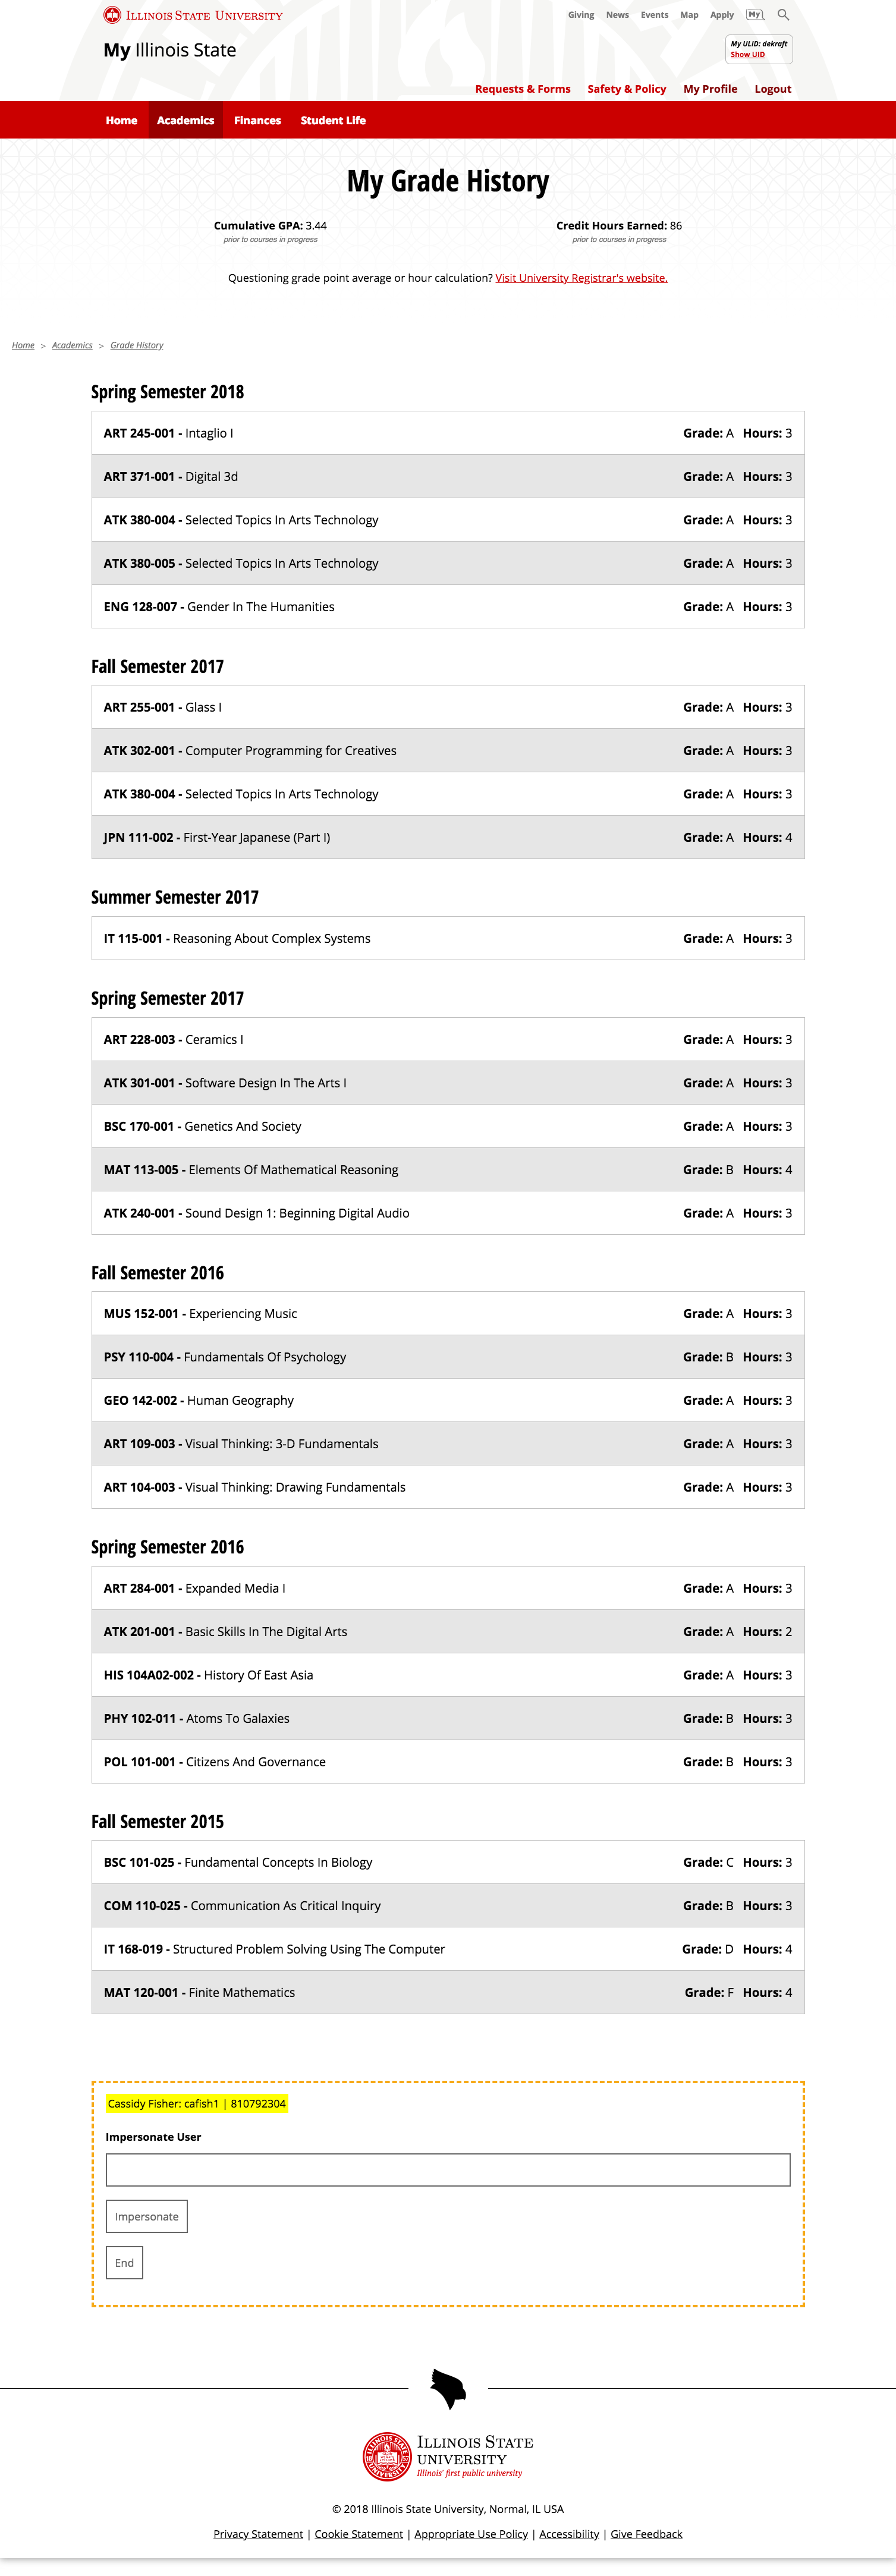 Illinois State University
Giving News Events Map Apply My
My Illinois State
My ULID: dekraft
Show UID
Requests & Forms Safety & Policy My Profile Logout
Home Academics Finances Student Life
My Grade History
Cumulative GPA: 3.44 Credit Hours Earned: 86
prior to courses in progress prior to courses in progress
Questioning grade point average or hour calculation? Visit University Registrar's website.
Home > Academics > Grade History
Spring Semester 2018
ART 245-001 - Intaglio I Grade: A Hours: 3
ART 371-001 - Digital 3d Grade: A Hours: 3
ATK 380-004 - Selected Topics In Arts Technology Grade: A Hours: 3
ATK 380-005 - Selected Topics In Arts Technology Grade: A Hours: 3
ENG 128-007 - Gender In The Humanities Grade: A Hours: 3
Fall Semester 2017
ART 255-001 - Glass I Grade: A Hours: 3
ATK 302-001 - Computer Programming for Creatives Grade: A Hours: 3
ATK 380-004 - Selected Topics In Arts Technology Grade: A Hours: 3
JPN 111-002 - First-Year Japanese (Part I) Grade: A Hours: 4
Summer Semester 2017
IT 115-001 - Reasoning About Complex Systems Grade: A Hours: 3
Spring Semester 2017
ART 228-003 - Ceramics I Grade: A Hours: 3
ATK 301-001 - Software Design In The Arts I Grade: A Hours: 3
BSC 170-001 - Genetics And Society Grade: A Hours: 3
MAT 113-005 - Elements Of Mathematical Reasoning Grade: B Hours: 4
ATK 240-001 - Sound Design 1: Beginning Digital Audio Grade: A Hours: 3
Fall Semester 2016
MUS 152-001 - Experiencing Music Grade: A Hours: 3
PSY 110-004 - Fundamentals Of Psychology Grade: B Hours: 3
GEO 142-002 - Human Geography Grade: A Hours: 3
ART 109-003 - Visual Thinking: 3-D Fundamentals Grade: A Hours: 3
ART 104-003 - Visual Thinking: Drawing Fundamentals Grade: A Hours: 3
Spring Semester 2016
ART 284-001 - Expanded Media I Grade: A Hours: 3
ATK 201-001 - Basic Skills In The Digital Arts Grade: A Hours: 2
HIS 104A02-002 - History Of East Asia Grade: A Hours: 3
PHY 102-011 - Atoms To Galaxies Grade: B Hours: 3
POL 101-001 - Citizens And Governance Grade: B Hours: 3
Fall Semester 2015
BSC 101-025 - Fundamental Concepts In Biology Grade: C Hours: 3
COM 110-025 - Communication As Critical Inquiry Grade: B Hours: 3
IT 168-019 - Structured Problem Solving Using The Computer Grade: D Hours: 4
MAT 120-001 - Finite Mathematics Grade: F Hours: 4
Cassidy Fisher: cafish1 | 810792304
Impersonate User
Impersonate
End
Illinois State
University
Illinois' first public university
© 2018 Illinois State University, Normal, IL USA
Privacy Statement | Cookie Statement | Appropriate Use Policy | Accessibility | Give Feedback